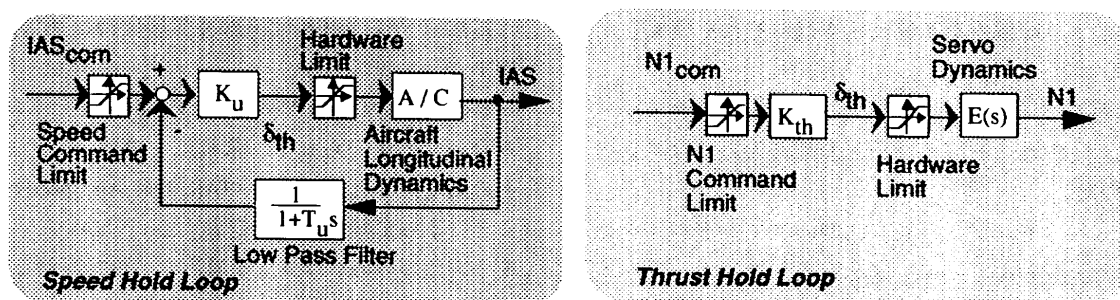 IAScom
+
-
Speed
Command
Limit
Ku
δth
Hardware
Limit
A / C
IAS
Aircraft
Longitudinal
Dynamics
1
1+Tus
Low Pass Filter
Speed Hold Loop
N1com
N1
Command
Limit
Kth
δth
Hardware
Limit
Servo
Dynamics
E(s)
N1
Thrust Hold Loop